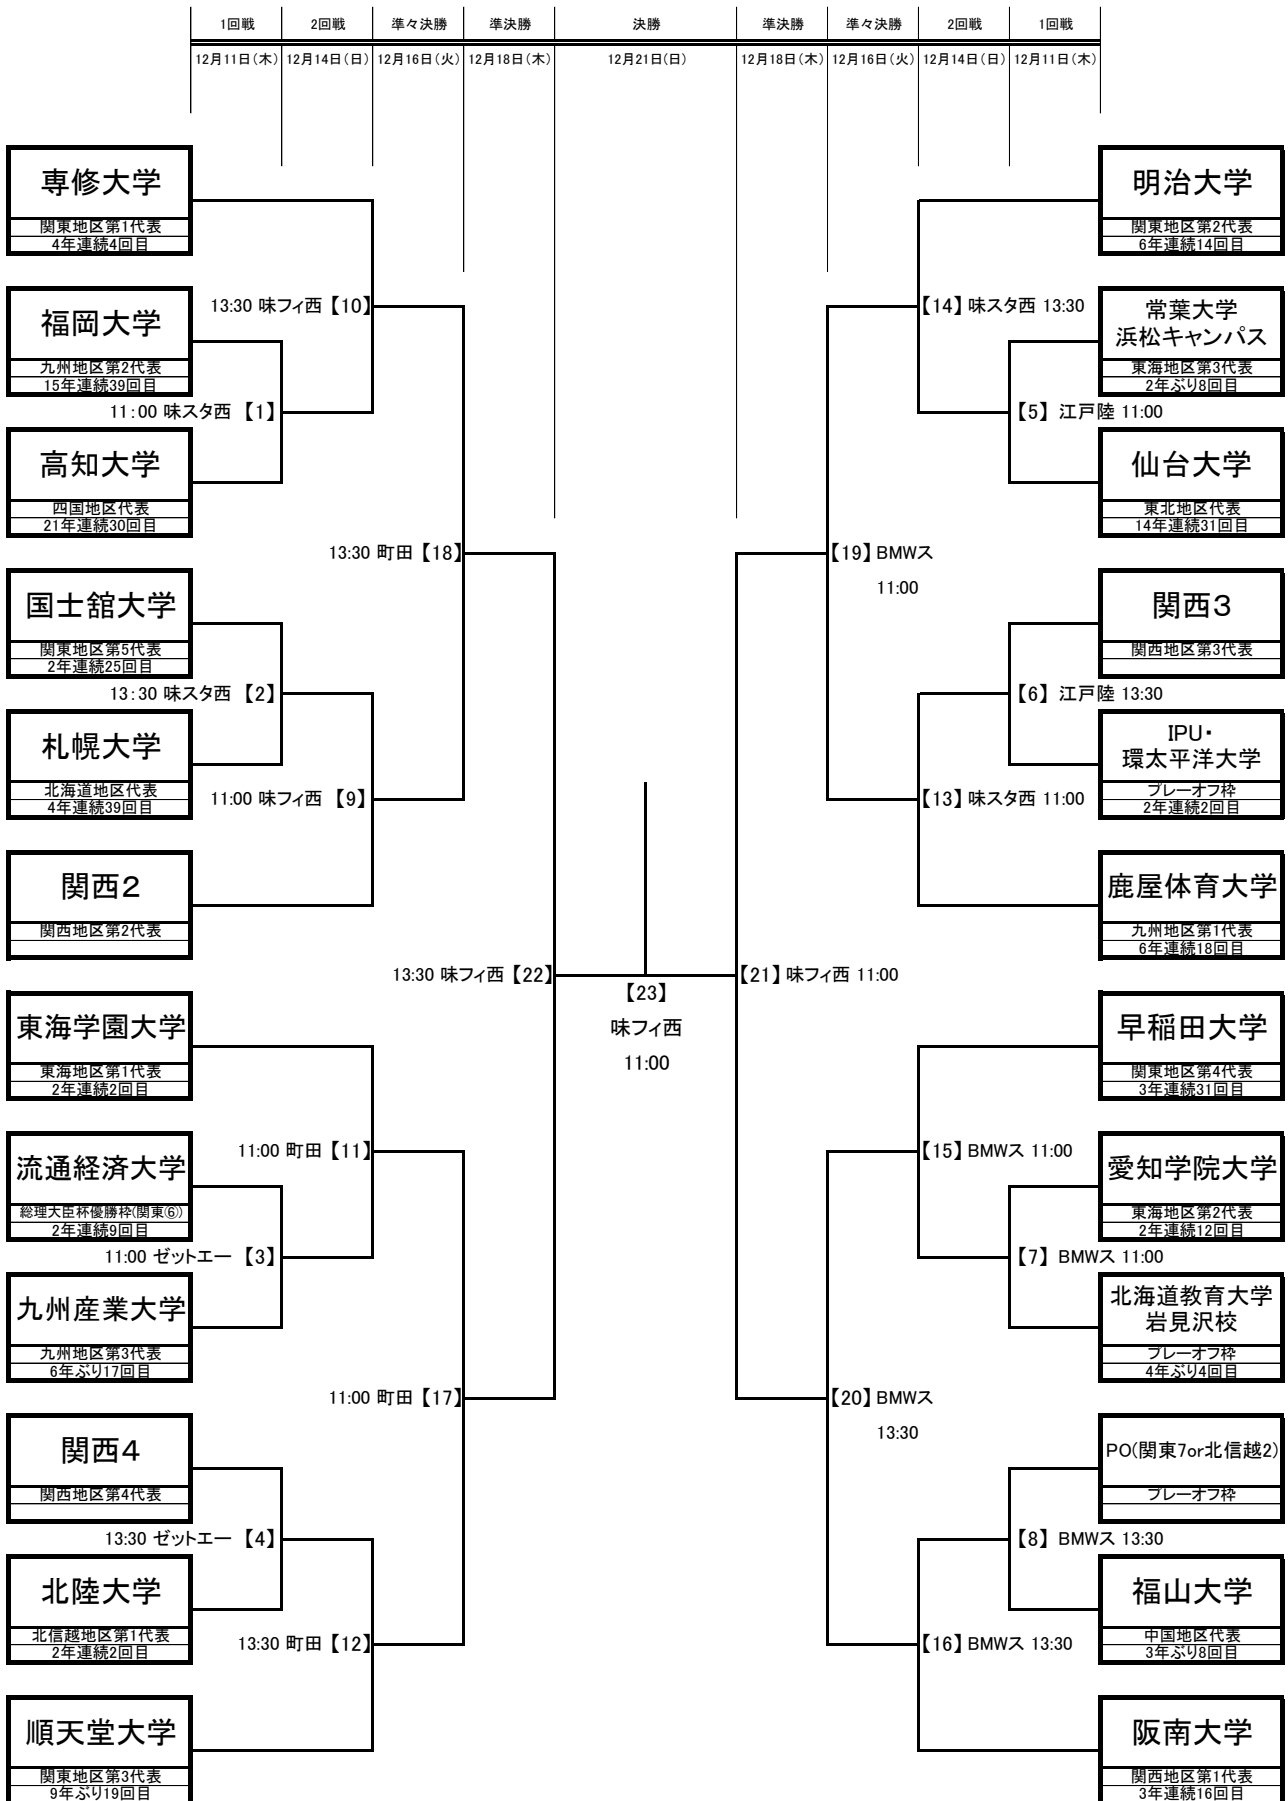 1回戦 2回戦 準々決勝 準決勝 決勝 準決勝 準々決勝 2回戦 1回戦
12月11日(木) 12月14日(日) 12月16日(火) 12月18日(木) 12月21日(日) 12月18日(木) 12月16日(火) 12月14日(日) 12月11日(木)
専修大学
関東地区第1代表
4年連続4回目
13:30 味フィ西 【10】
福岡大学
九州地区第2代表
15年連続39回目
11:00 味スタ西 【1】
高知大学
四国地区代表
21年連続30回目
13:30 町田 【18】
国士舘大学
関東地区第5代表
2年連続25回目
13:30 味スタ西 【2】
札幌大学
北海道地区代表
4年連続39回目
11:00 味フィ西 【9】
関西2
関西地区第2代表
13:30 味フィ西 【22】
東海学園大学
東海地区第1代表
2年連続2回目
11:00 町田 【11】
流通経済大学
総理大臣杯優勝枠(関東⑥)
2年連続9回目
11:00 ゼットエー 【3】
九州産業大学
九州地区第3代表
6年ぶり17回目
11:00 町田 【17】
関西4
関西地区第4代表
13:30 ゼットエー 【4】
北陸大学
北信越地区第1代表
2年連続2回目
13:30 町田 【12】
順天堂大学
関東地区第3代表
9年ぶり19回目
【23】
味フィ西
11:00
明治大学
関東地区第2代表
6年連続14回目
【14】 味スタ西 13:30
常葉大学
浜松キャンパス
東海地区第3代表
2年ぶり8回目
【5】 江戸陸 11:00
仙台大学
東北地区代表
14年連続31回目
【19】 BMWス
11:00
関西3
関西地区第3代表
【6】 江戸陸 13:30
IPU・
環太平洋大学
プレーオフ枠
2年連続2回目
【13】 味スタ西 11:00
鹿屋体育大学
九州地区第1代表
6年連続18回目
【21】 味フィ西 11:00
早稲田大学
関東地区第4代表
3年連続31回目
【15】 BMWス 11:00
愛知学院大学
東海地区第2代表
2年連続12回目
【7】 BMWス 11:00
北海道教育大学
岩見沢校
プレーオフ枠
4年ぶり4回目
【20】 BMWス
13:30
PO(関東7or北信越2)
プレーオフ枠
【8】 BMWス 13:30
福山大学
中国地区代表
3年ぶり8回目
【16】 BMWス 13:30
阪南大学
関西地区第1代表
3年連続16回目